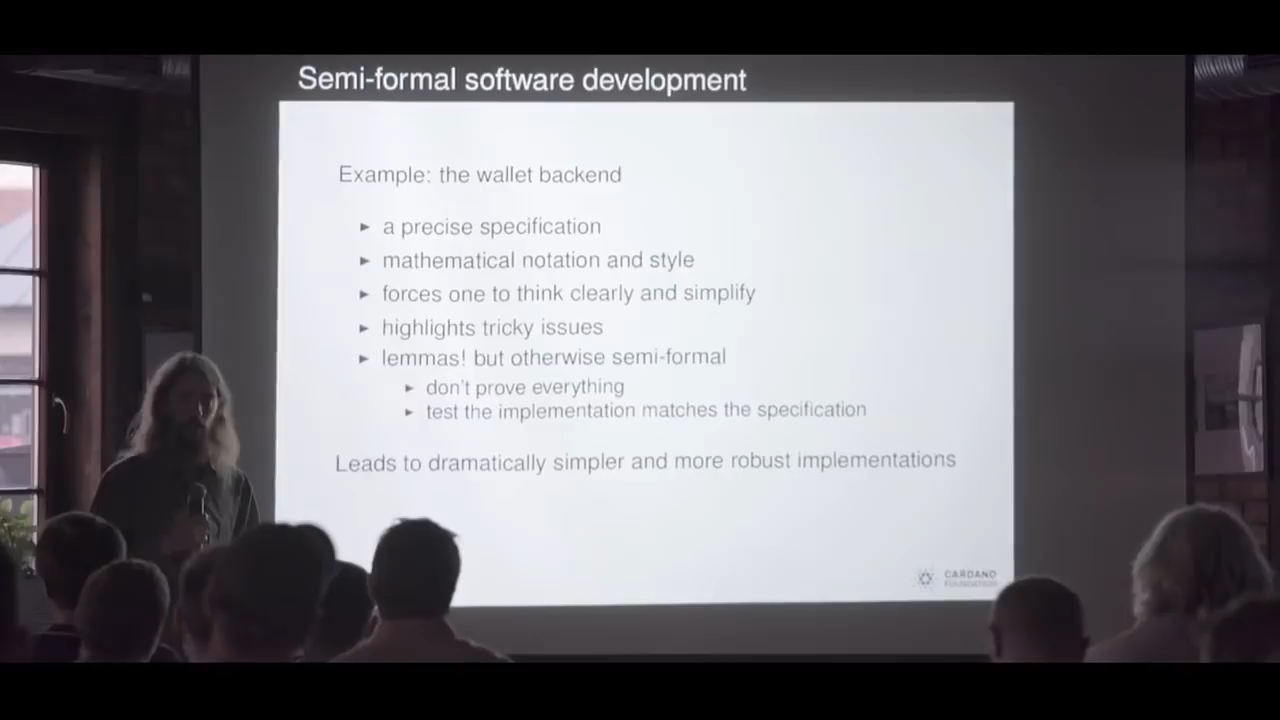 Semi-formal software development
Example: the wallet backend
► a precise specification
► mathematical notation and style
► forces one to think clearly and simplify
► highlights tricky issues
► lemmas! but otherwise semi-formal
► don't prove everything
► test the implementation matches the specification
Leads to dramatically simpler and more robust implementations
CARDANO
FOUNDATION